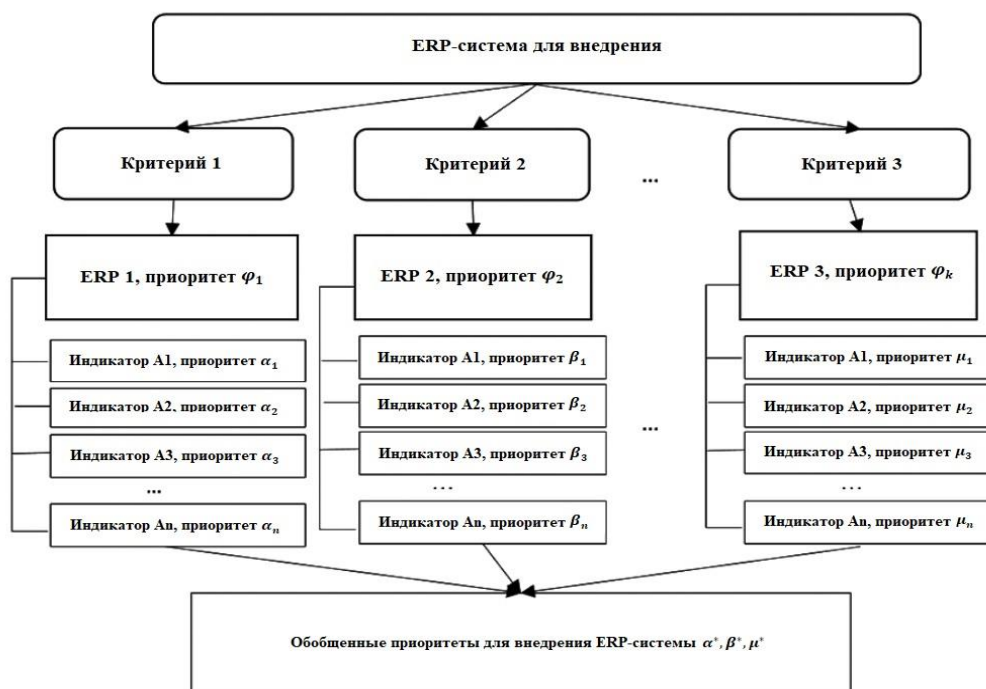 ERP-система для внедрения
Критерий 1
Критерий 2
...
Критерий 3
ERP 1, приоритет φ₁
ERP 2, приоритет φ₂
ERP 3, приоритет φₖ
Индикатор A1, приоритет α₁
Индикатор A2, приоритет α₂
Индикатор A3, приоритет α₃
...
Индикатор An, приоритет αₙ
Индикатор A1, приоритет β₁
Индикатор A2, приоритет β₂
Индикатор A3, приоритет β₃
...
Индикатор An, приоритет βₙ
...
Индикатор A1, приоритет μ₁
Индикатор A2, приоритет μ₂
Индикатор A3, приоритет μ₃
...
Индикатор An, приоритет μₙ
Обобщенные приоритеты для внедрения ERP-системы α*, β*, μ*